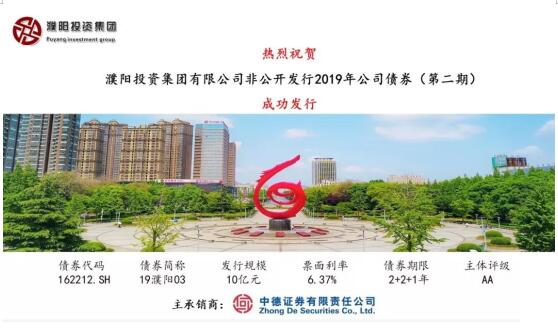 濮阳投资集团
Puyang investment group.
热烈祝贺
濮阳投资集团有限公司非公开发行2019年公司债券（第二期）
成功发行
债券代码 债券简称 发行规模 票面利率 债券期限 主体评级
162212.SH 19濮阳03 10亿元 6.37% 2+2+1年 AA
主承销商： 中德证券有限责任公司
Zhong De Securities Co., Ltd.